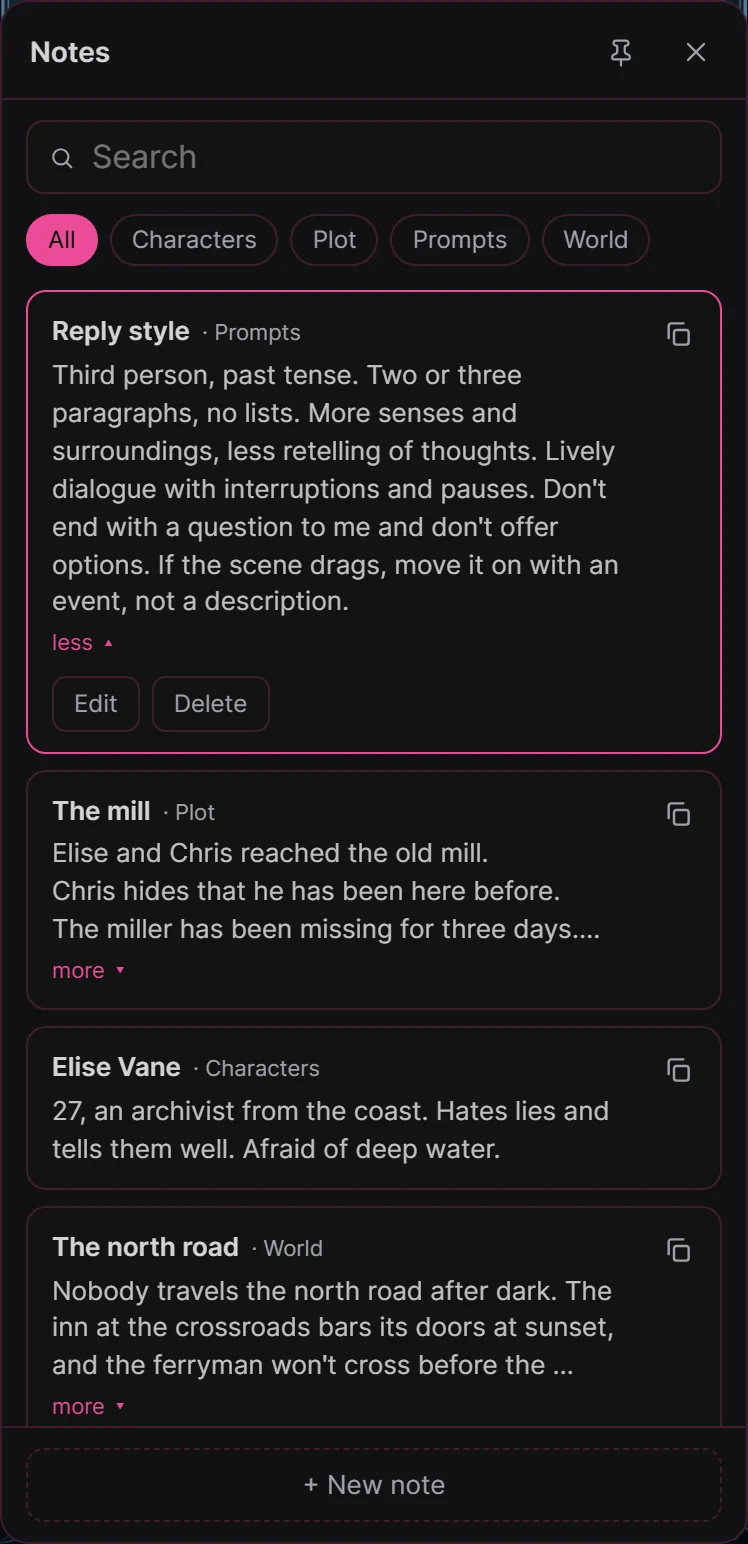 Notes
Search
All
Characters
Plot
Prompts
World
Reply style · Prompts
Third person, past tense. Two or three
paragraphs, no lists. More senses and
surroundings, less retelling of thoughts. Lively
dialogue with interruptions and pauses. Don't
end with a question to me and don't offer
options. If the scene drags, move it on with an
event, not a description.
less
Edit
Delete
The mill · Plot
Elise and Chris reached the old mill.
Chris hides that he has been here before.
The miller has been missing for three days....
more
Elise Vane · Characters
27, an archivist from the coast. Hates lies and
tells them well. Afraid of deep water.
The north road · World
Nobody travels the north road after dark. The
inn at the crossroads bars its doors at sunset,
and the ferryman won't cross before the ...
more
+ New note